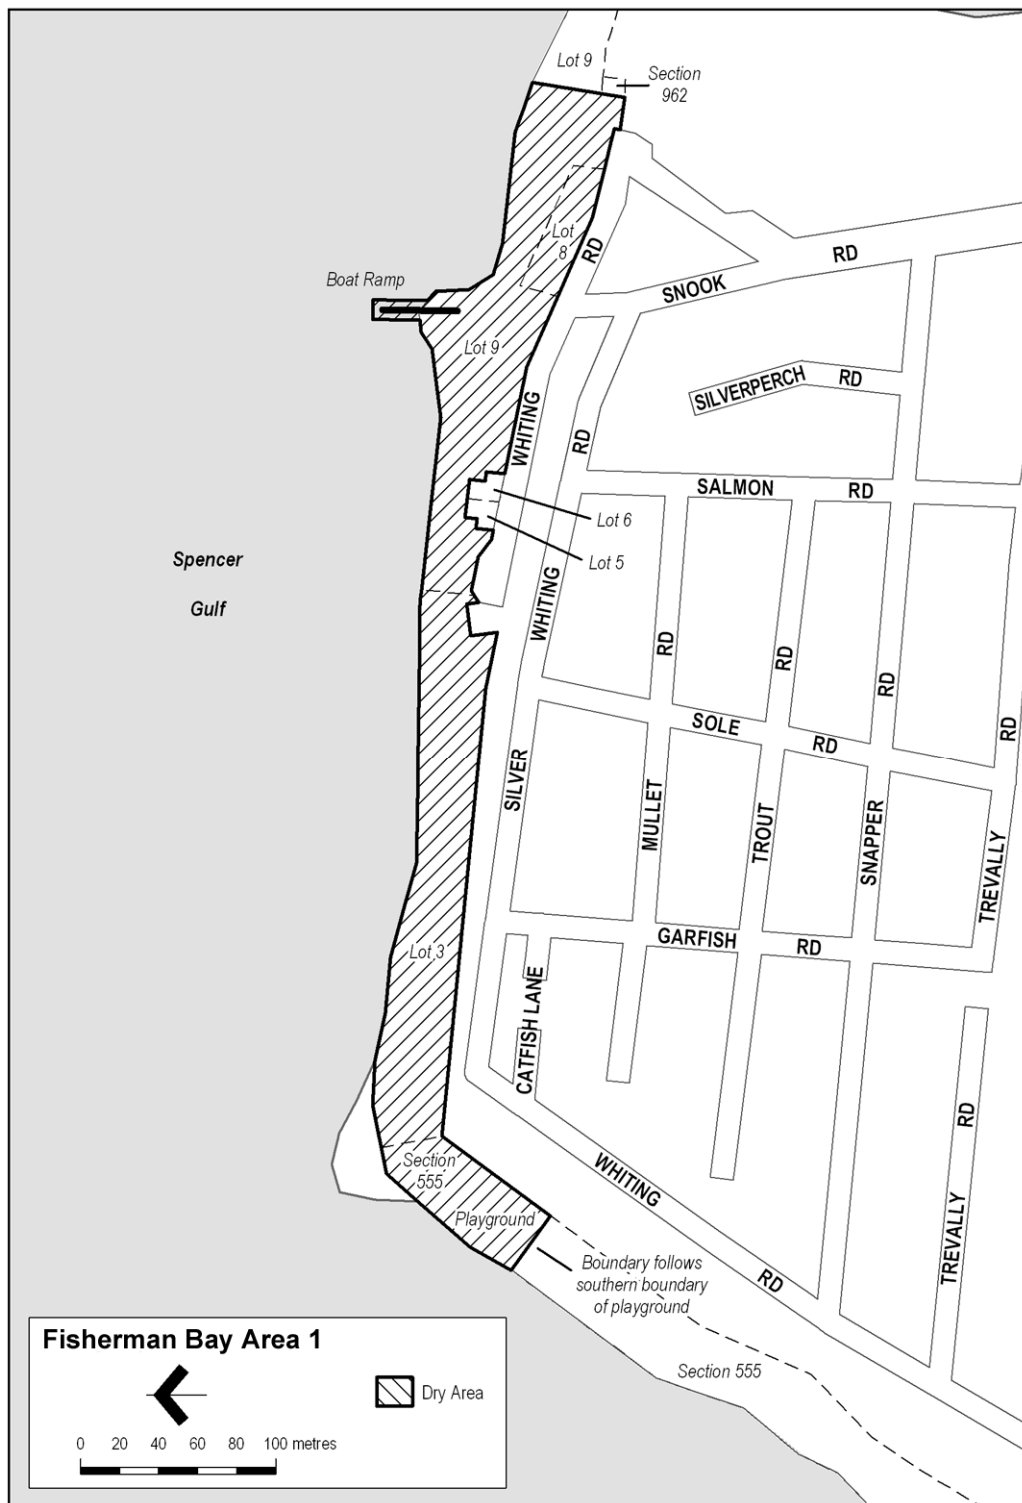 Lot 9
Section
962
Lot
8
RD
RD
SNOOK
Boat Ramp
Lot 9
SILVERPERCH
RD
WHITING
RD
SALMON
RD
Lot 6
Lot 5
Spencer
Gulf
WHITING
RD
RD
RD
RD
SOLE
RD
SILVER
MULLET
TROUT
SNAPPER
TREVALLY
GARFISH
RD
Lot 3
CATFISH LANE
RD
Section
555
WHITING
Playground
TREVALLY
Boundary follows
southern boundary
of playground
RD
Section 555
Fisherman Bay Area 1
Dry Area
0 20 40 60 80 100 metres